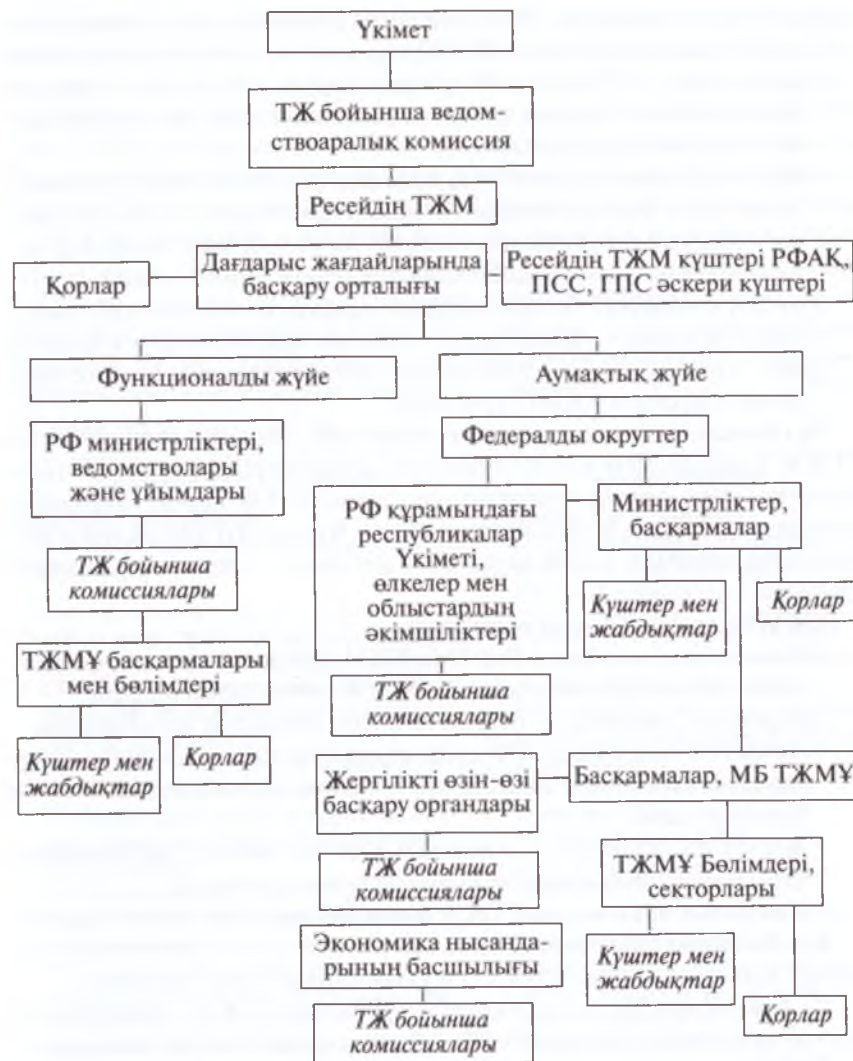 Үкімет
ТЖ бойынша ведом-
ствоаралық комиссия
Ресейдің ТЖМ
Қорлар
Дағдарыс жағдайларында
басқару орталығы
Ресейдің ТЖМ күштері РФАҚ,
ПСС, ГПС әскери күштері
Функционалды жүйе
Аумақтық жүйе
РФ министрліктері,
ведомстволары
және ұйымдары
Федералды округтер
РФ құрамындағы
республикалар
Үкіметі,
өлкелер мен
облыстардың
әкімшіліктері
Министрліктер,
басқармалар
ТЖ бойынша
комиссиялары
Күштер мен
жабдықтар
Қорлар
ТЖМҰ басқармалары
мен бөлімдері
ТЖ бойынша
комиссиялары
Күштер мен
жабдықтар
Қорлар
Жергілікті өзін-өзі
басқару органдары
Басқармалар, МБ ТЖМҰ
ТЖ бойынша
комиссиялары
ТЖМҰ Бөлімдері,
секторлары
Экономика нысанда-
рының басшылығы
Күштер мен
жабдықтар
Қорлар
ТЖ бойынша
комиссиялары